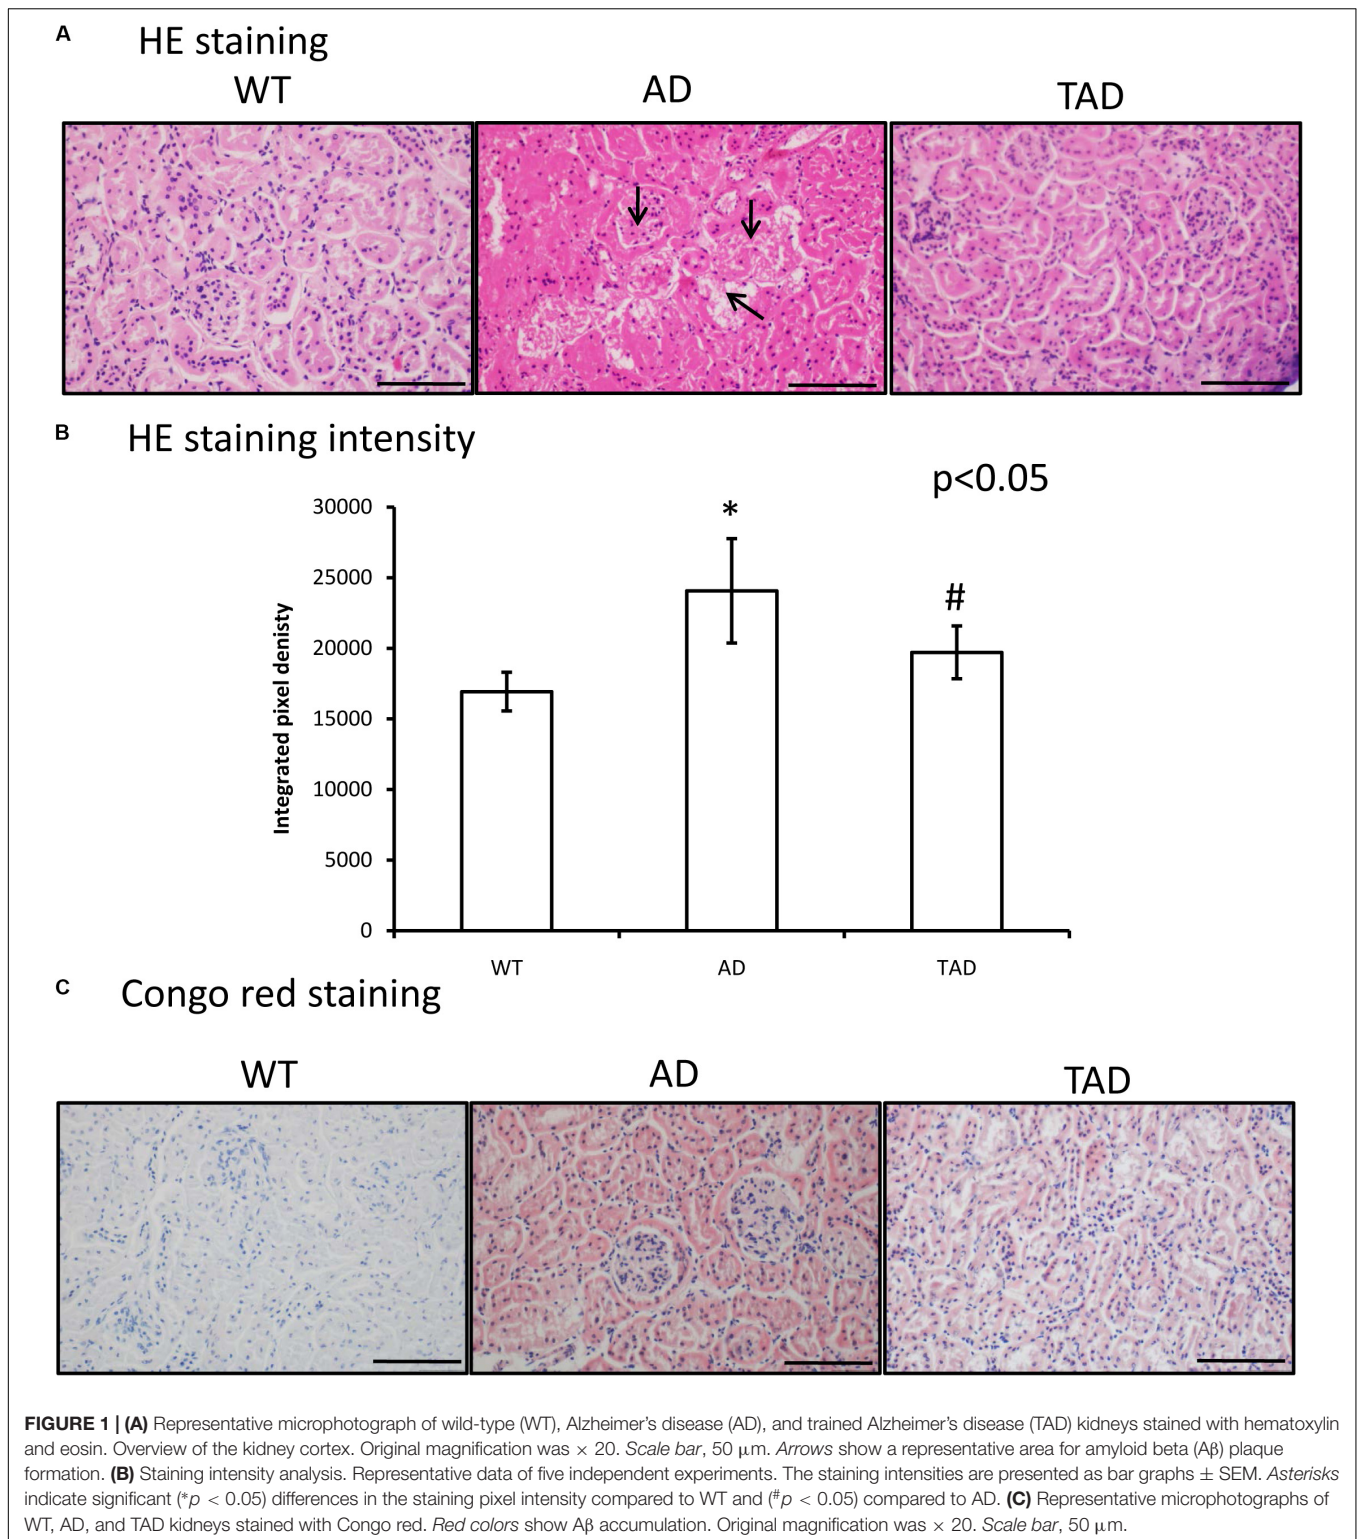 A HE staining
WT AD TAD
B HE staining intensity
p<0.05
30000
*
25000
#
20000
15000
10000
5000
0
Integrated pixel denisty
WT AD TAD
C Congo red staining
WT AD TAD
FIGURE 1 | (A) Representative microphotograph of wild-type (WT), Alzheimer's disease (AD), and trained Alzheimer's disease (TAD) kidneys stained with hematoxylin
and eosin. Overview of the kidney cortex. Original magnification was × 20. Scale bar, 50 μm. Arrows show a representative area for amyloid beta (Aβ) plaque
formation. (B) Staining intensity analysis. Representative data of five independent experiments. The staining intensities are presented as bar graphs ± SEM. Asterisks
indicate significant (*p < 0.05) differences in the staining pixel intensity compared to WT and (#p < 0.05) compared to AD. (C) Representative microphotographs of
WT, AD, and TAD kidneys stained with Congo red. Red colors show Aβ accumulation. Original magnification was × 20. Scale bar, 50 μm.